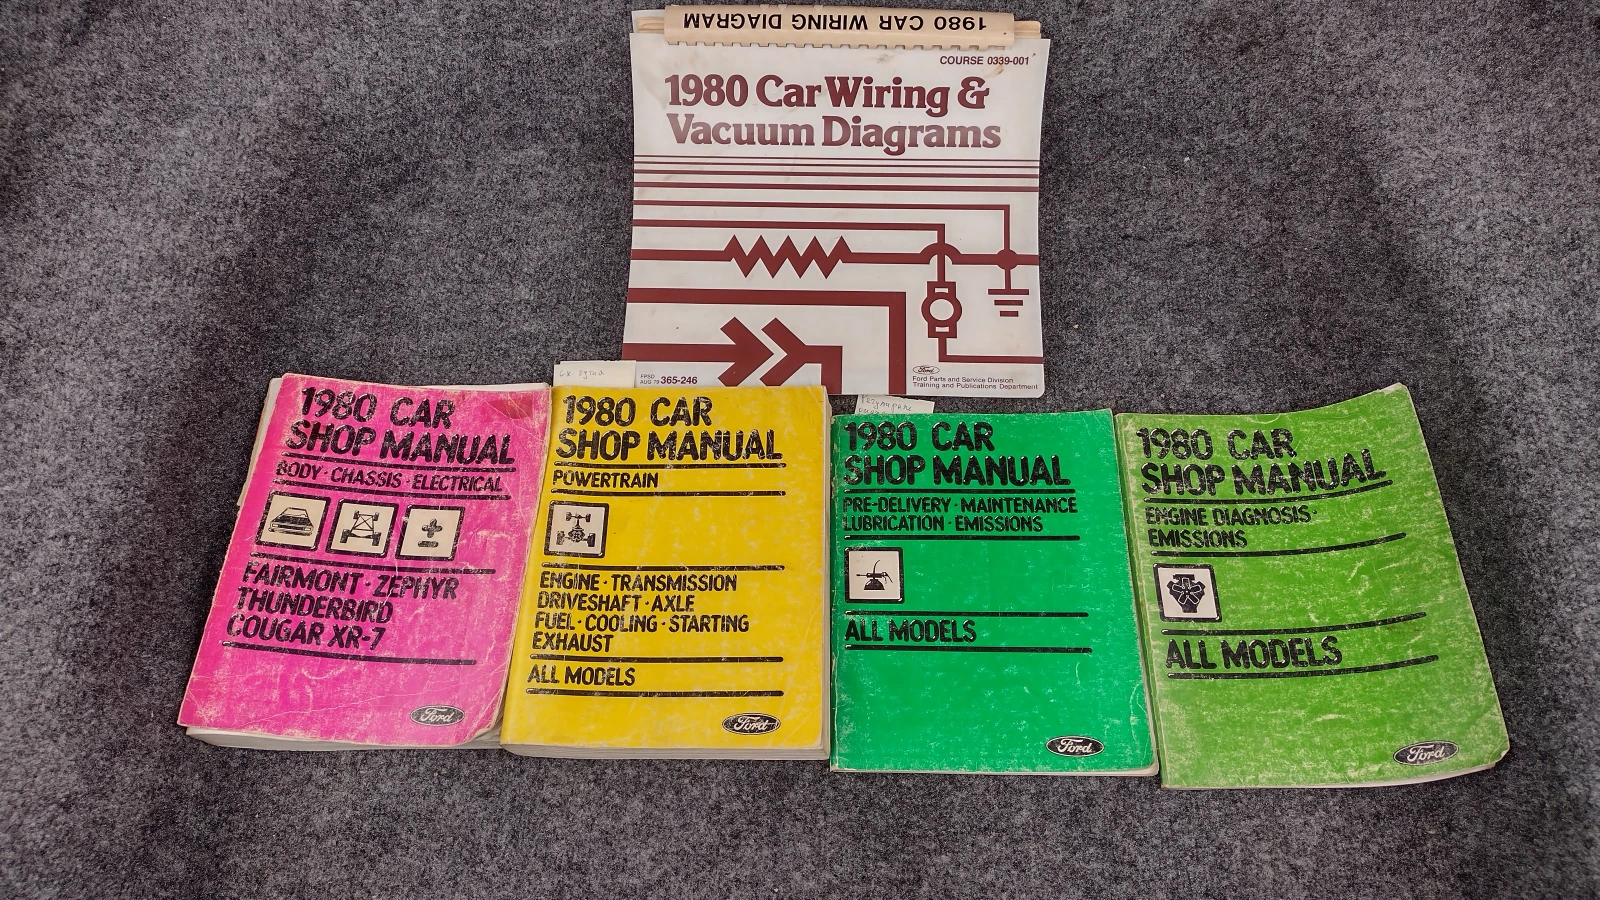 1980 CAR WIRING DIAGRAM
COURSE 0339-001
1980 Car Wiring &
Vacuum Diagrams
Ford
Ford Parts and Service Division
Training and Publications Department
FPSD
AUG 79 365-246
1980 CAR
SHOP MANUAL
BODY · CHASSIS · ELECTRICAL
FAIRMONT · ZEPHYR
THUNDERBIRD
COUGAR XR-7
Ford
1980 CAR
SHOP MANUAL
POWERTRAIN
ENGINE · TRANSMISSION
DRIVESHAFT · AXLE
FUEL · COOLING · STARTING
EXHAUST
ALL MODELS
Ford
1980 CAR
SHOP MANUAL
PRE-DELIVERY · MAINTENANCE
LUBRICATION · EMISSIONS
ALL MODELS
Ford
1980 CAR
SHOP MANUAL
ENGINE DIAGNOSIS ·
EMISSIONS
ALL MODELS
Ford